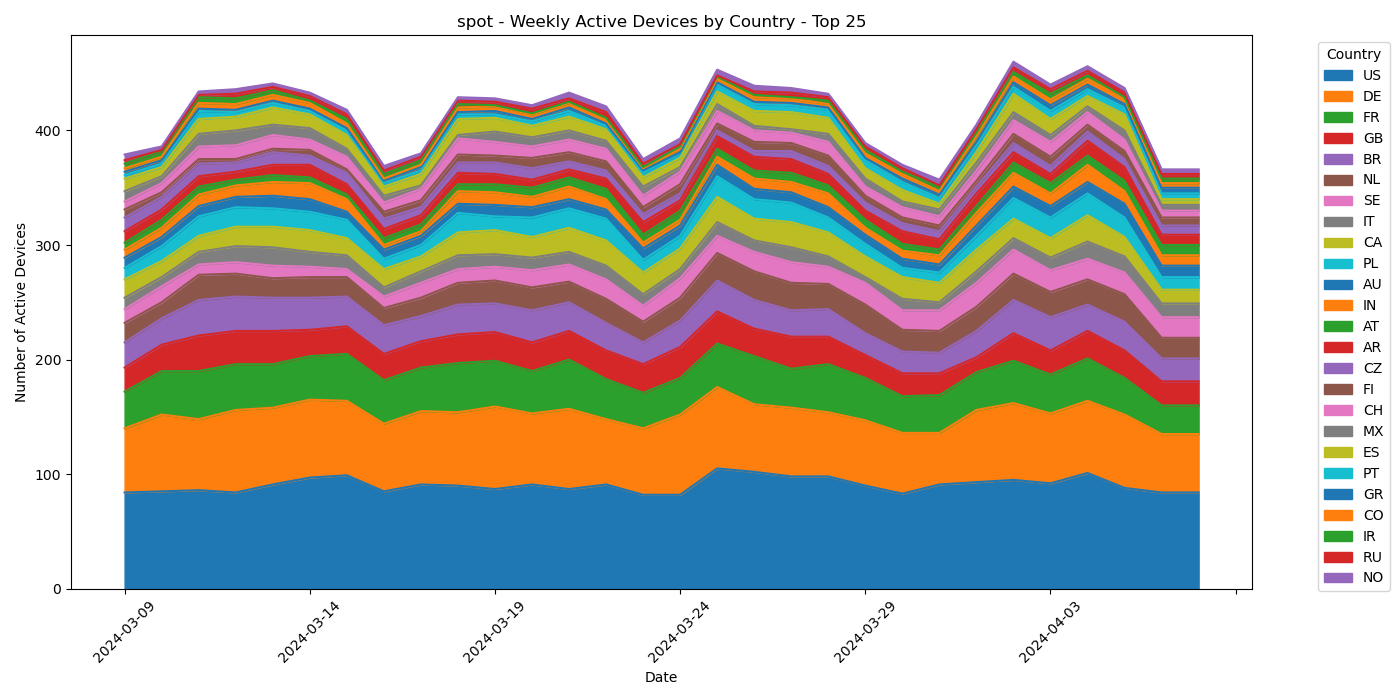 spot - Weekly Active Devices by Country - Top 25
Number of Active Devices
400
300
200
100
0
2024-03-09
2024-03-14
2024-03-19
2024-03-24
2024-03-29
2024-04-03
Date
Country
US
DE
FR
GB
BR
NL
SE
IT
CA
PL
AU
IN
AT
AR
CZ
FI
CH
MX
ES
PT
GR
CO
IR
RU
NO